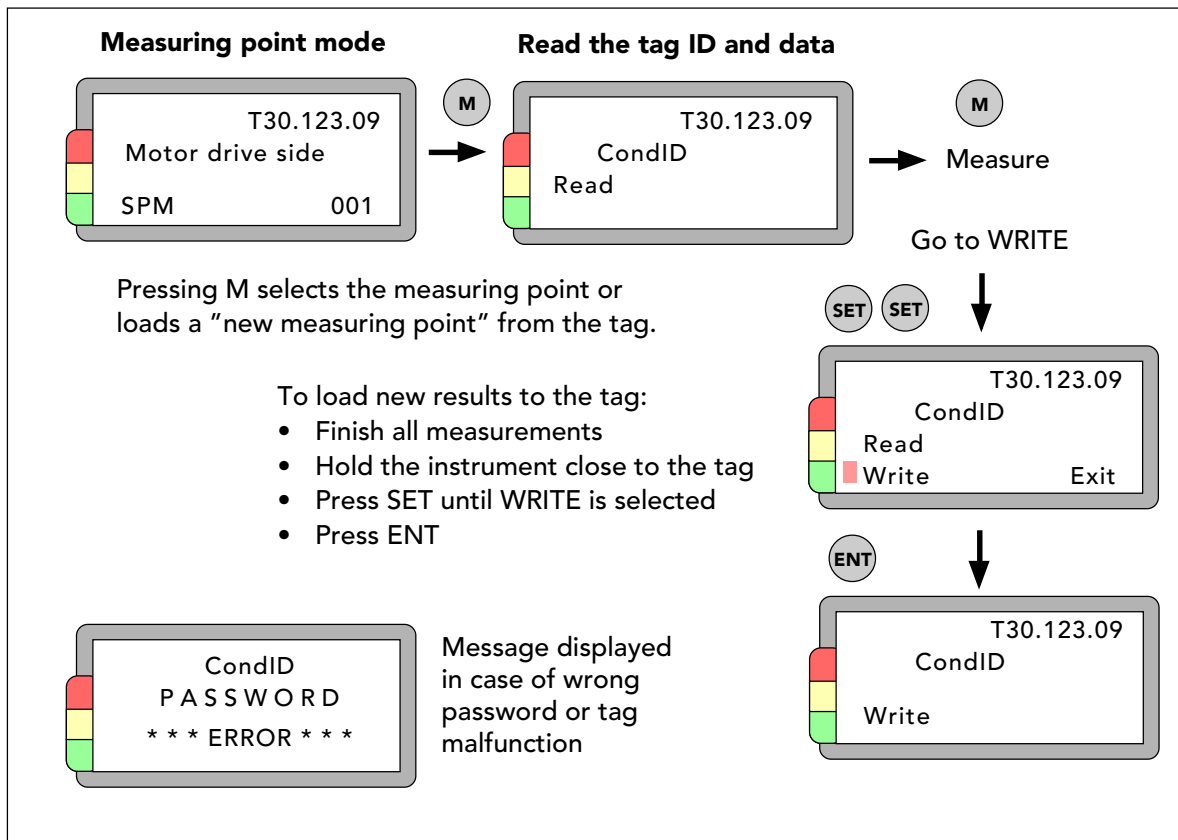 Measuring point mode
T30.123.09
Motor drive side
SPM 001
M
Read the tag ID and data
T30.123.09
CondID
Read
M
Measure
Pressing M selects the measuring point or
loads a ”new measuring point” from the tag.
Go to WRITE
SET SET
T30.123.09
CondID
Read
Write Exit
To load new results to the tag:
• Finish all measurements
• Hold the instrument close to the tag
• Press SET until WRITE is selected
• Press ENT
ENT
T30.123.09
CondID
Write
CondID
P A S S W O R D
* * * ERROR * * *
Message displayed
in case of wrong
password or tag
malfunction